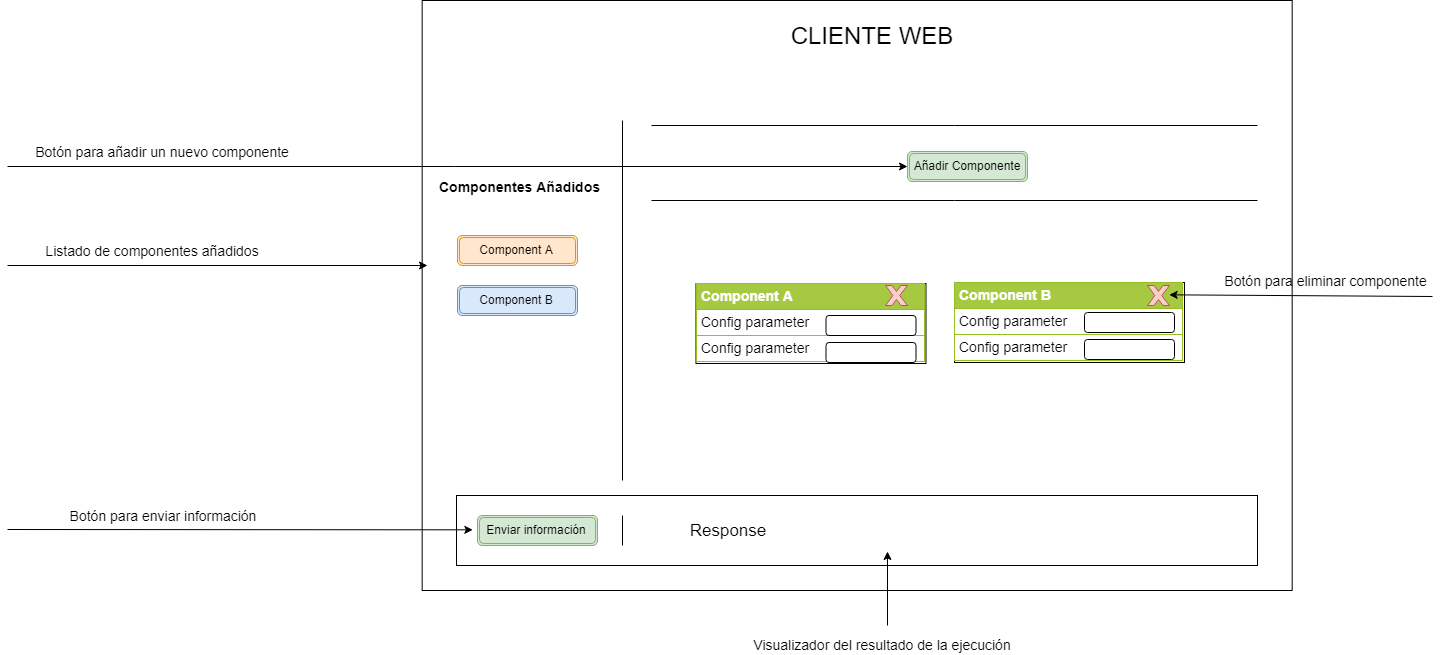 CLIENTE WEB
Botón para añadir un nuevo componente
Añadir Componente
Componentes Añadidos
Listado de componentes añadidos
Component A
Component B
Botón para eliminar componente
Component A
X
Config parameter
Config parameter
Component B
X
Config parameter
Config parameter
Botón para enviar información
Enviar información
Response
Visualizador del resultado de la ejecución